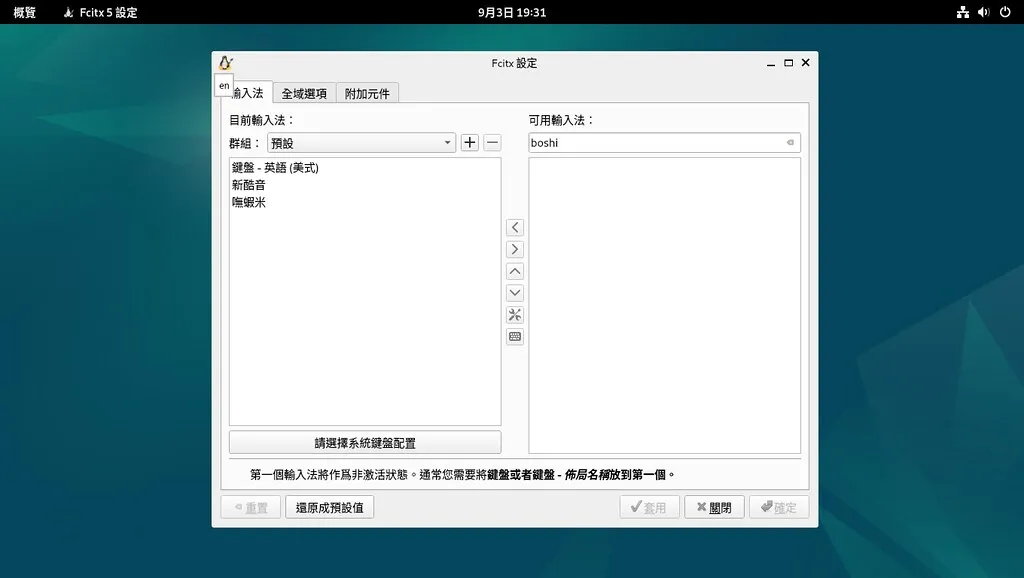 概覽
Fcitx 5 設定
9月3日 19:31
Fcitx 設定
en
輸入法
全域選項
附加元件
目前輸入法：
可用輸入法：
群組：
預設
boshi
鍵盤 - 英語 (美式)
新酷音
嘸蝦米
請選擇系統鍵盤配置
第一個輸入法將作爲非激活狀態。通常您需要將鍵盤或者鍵盤 - 佈局名稱放到第一個。
重置
還原成預設值
套用
關閉
確定